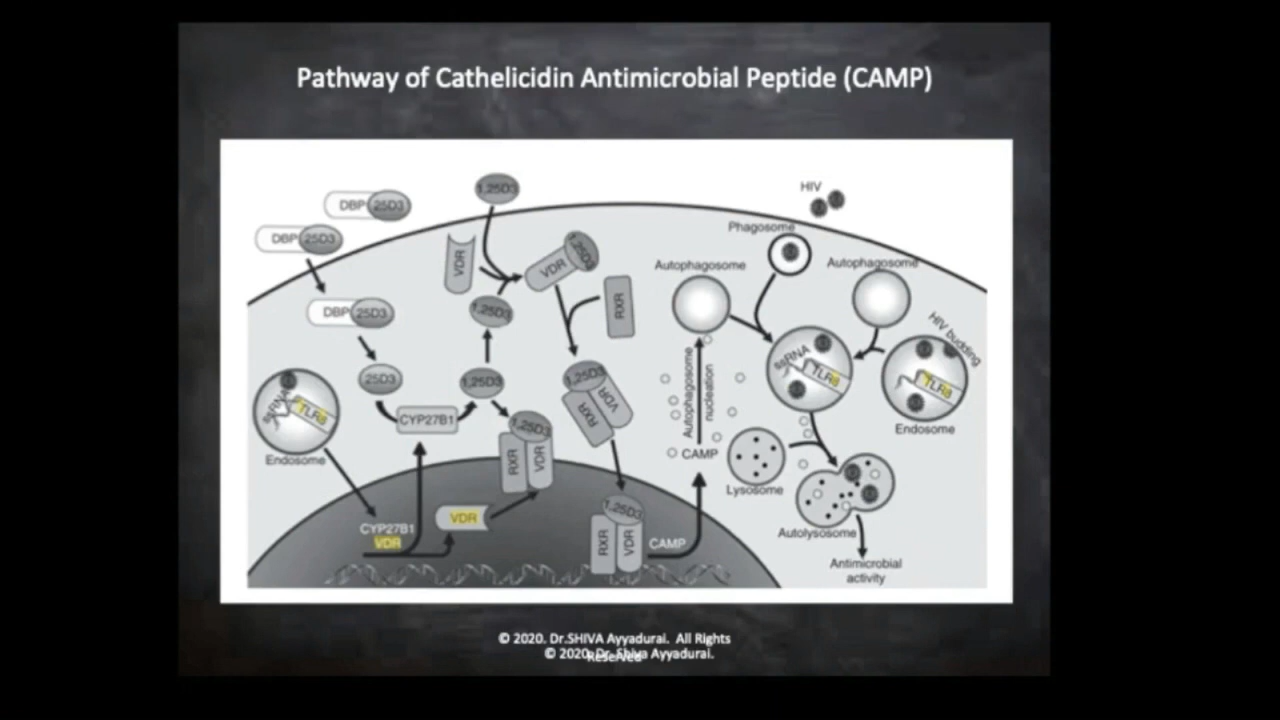 Pathway of Cathelicidin Antimicrobial Peptide (CAMP)
DBP 25D3
DBP 25D3
DBP 25D3
25D3
1,25D3
VDR
VDR 1,25D3
RXR
1,25D3
1,25D3
CYP27B1
1,25D3
RXR
VDR
1,25D3
RXR
VDR
ssRNA
TLR8
Endosome
CYP27B1
VDR
VDR
1,25D3
RXR
VDR
CAMP
HIV
Phagosome
Autophagosome
Autophagosome
HIV budding
ssRNA
TLR8
TLR8
Endosome
Autophagosome
nucleation
CAMP
Lysosome
Autolysosome
Antimicrobial
activity
© 2020. Dr.SHIVA Ayyadurai. All Rights
Reserved
© 2020. Dr. Shiva Ayyadurai.